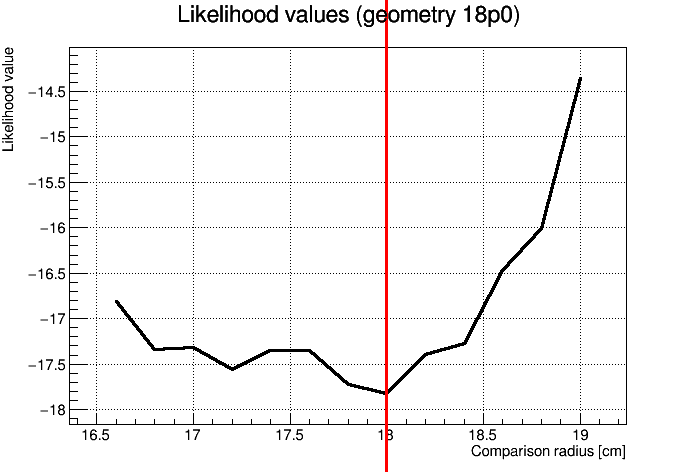 Likelihood values (geometry 18p0)
Likelihood value
−14.5
−15
−15.5
−16
−16.5
−17
−17.5
−18
16.5 17 17.5 18 18.5 19
Comparison radius [cm]